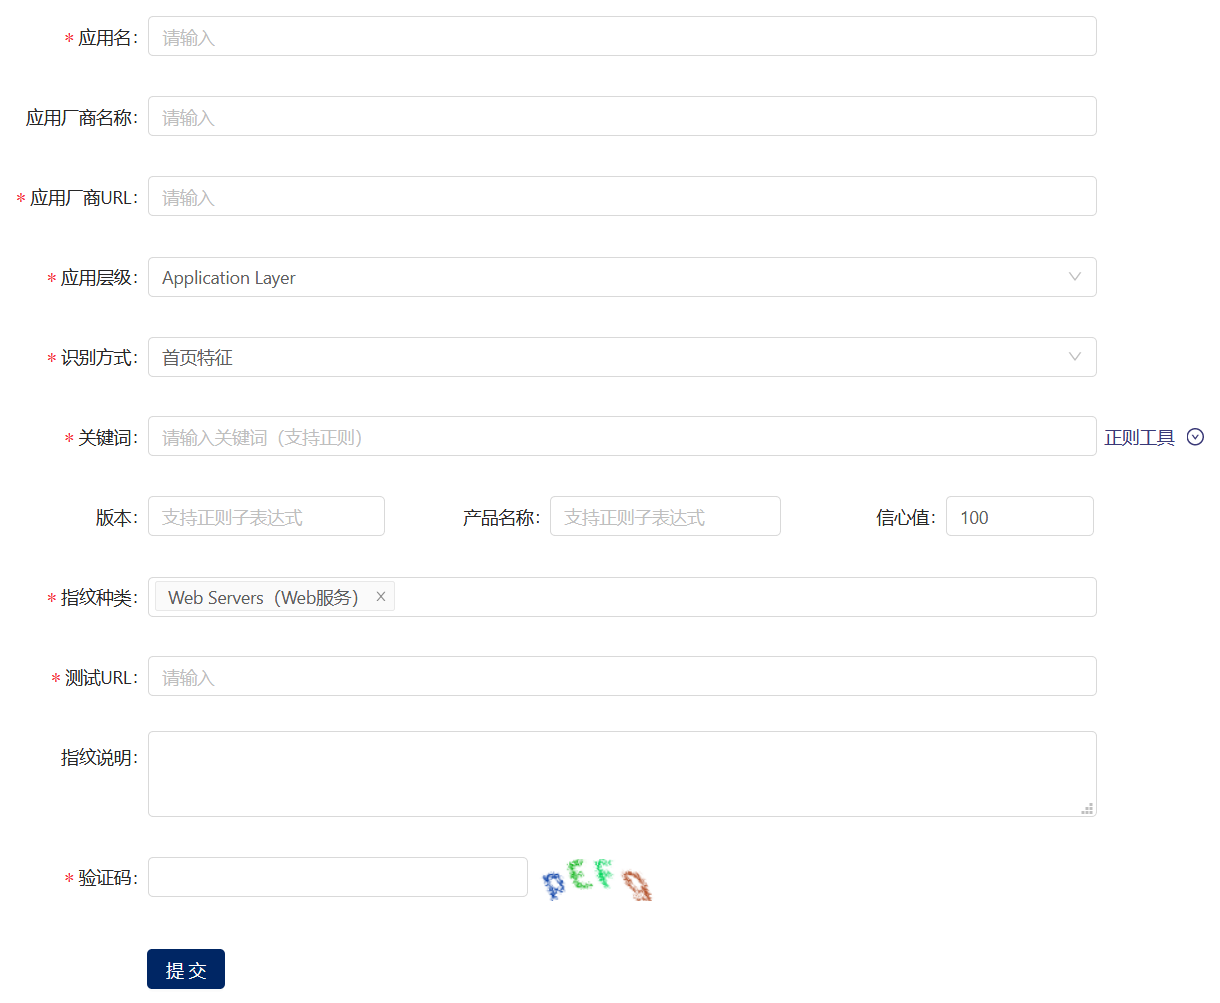 * 应用名: 请输入
应用厂商名称: 请输入
* 应用厂商URL: 请输入
* 应用层级: Application Layer
* 识别方式: 首页特征
* 关键词: 请输入关键词（支持正则） 正则工具
版本: 支持正则子表达式 产品名称: 支持正则子表达式 信心值: 100
* 指纹种类: Web Servers（Web服务） ×
* 测试URL: 请输入
指纹说明:
* 验证码: pEFq
提 交